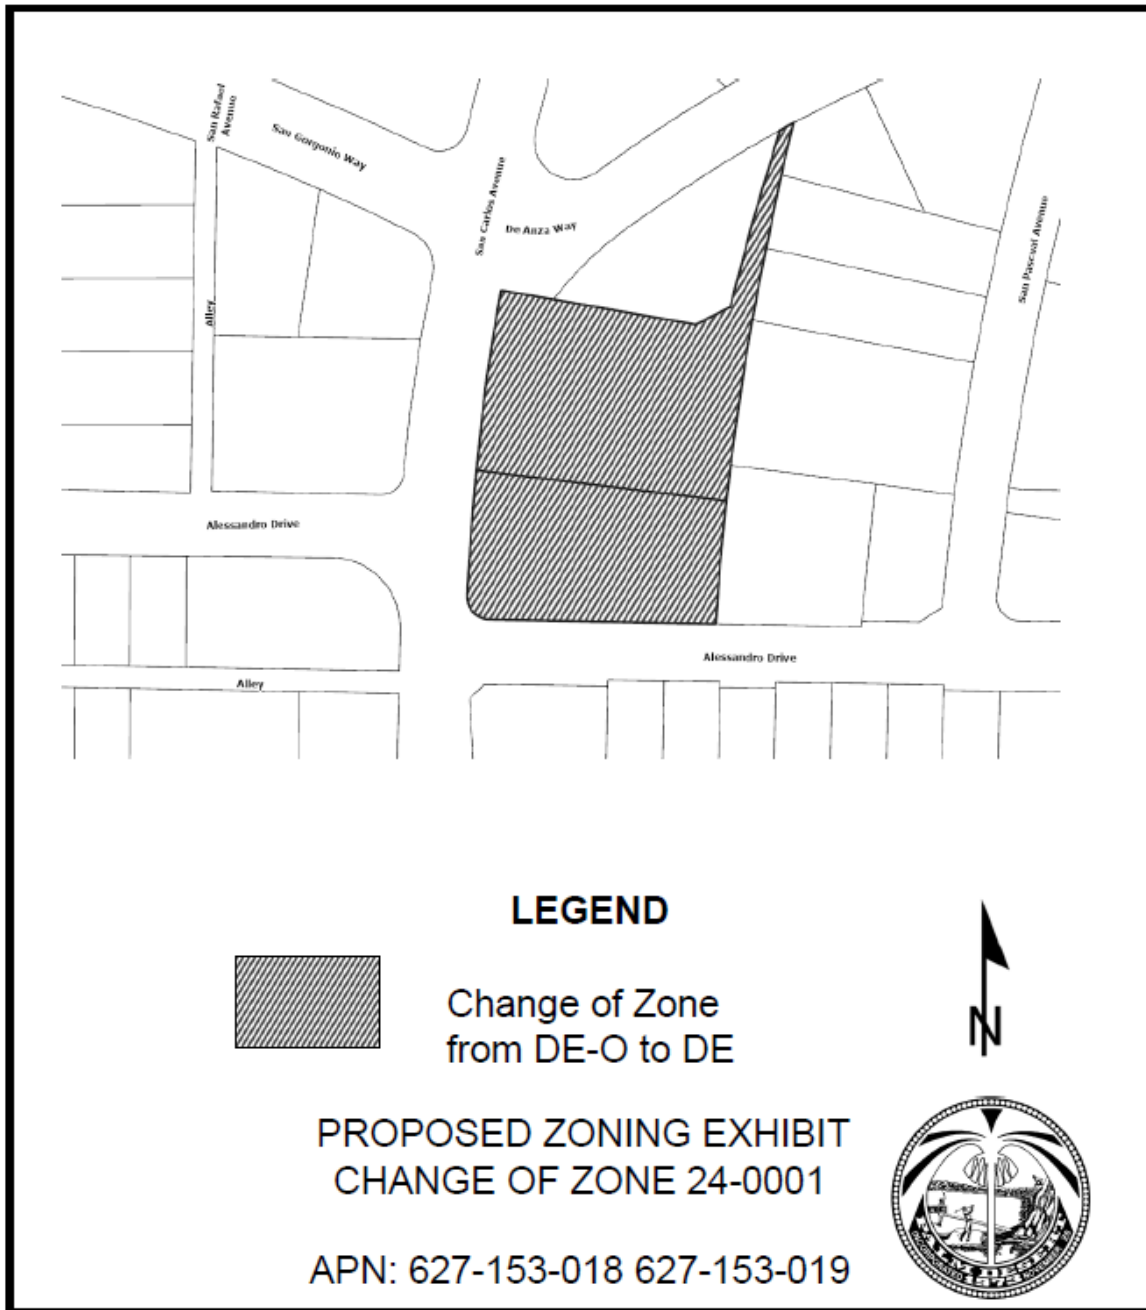 San Rafael
Avenue
San Gorgonio Way
San Carlos Avenue
De Anza Way
San Pascual Avenue
Alley
Alessandro Drive
Alessandro Drive
Alley
LEGEND
Change of Zone
from DE-O to DE
N
PROPOSED ZONING EXHIBIT
CHANGE OF ZONE 24-0001
APN: 627-153-018 627-153-019
INCORPORATED